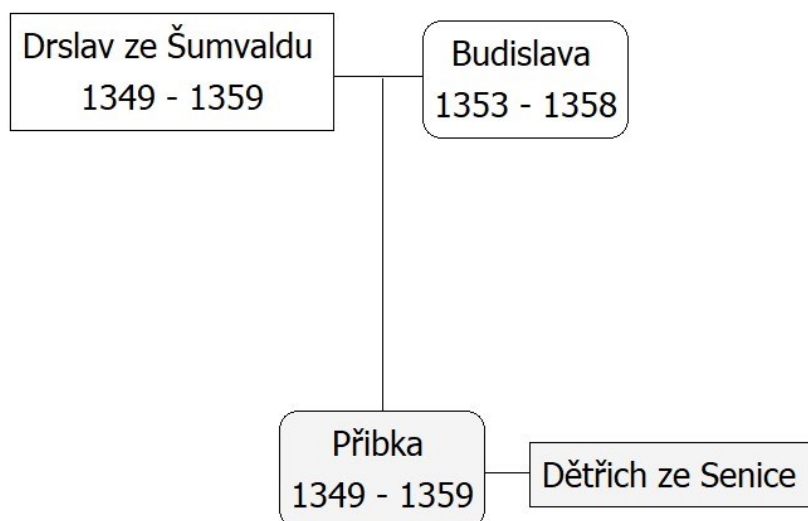 Drslav ze Šumvaldu
1349 - 1359
Budislava
1353 - 1358
Přibka
1349 - 1359
Dětřich ze Senice